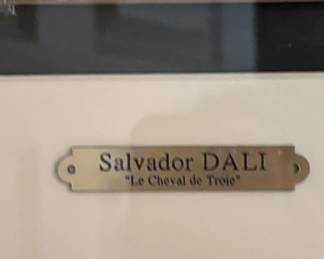 Salvador DALI
"Le Cheval de Troie"